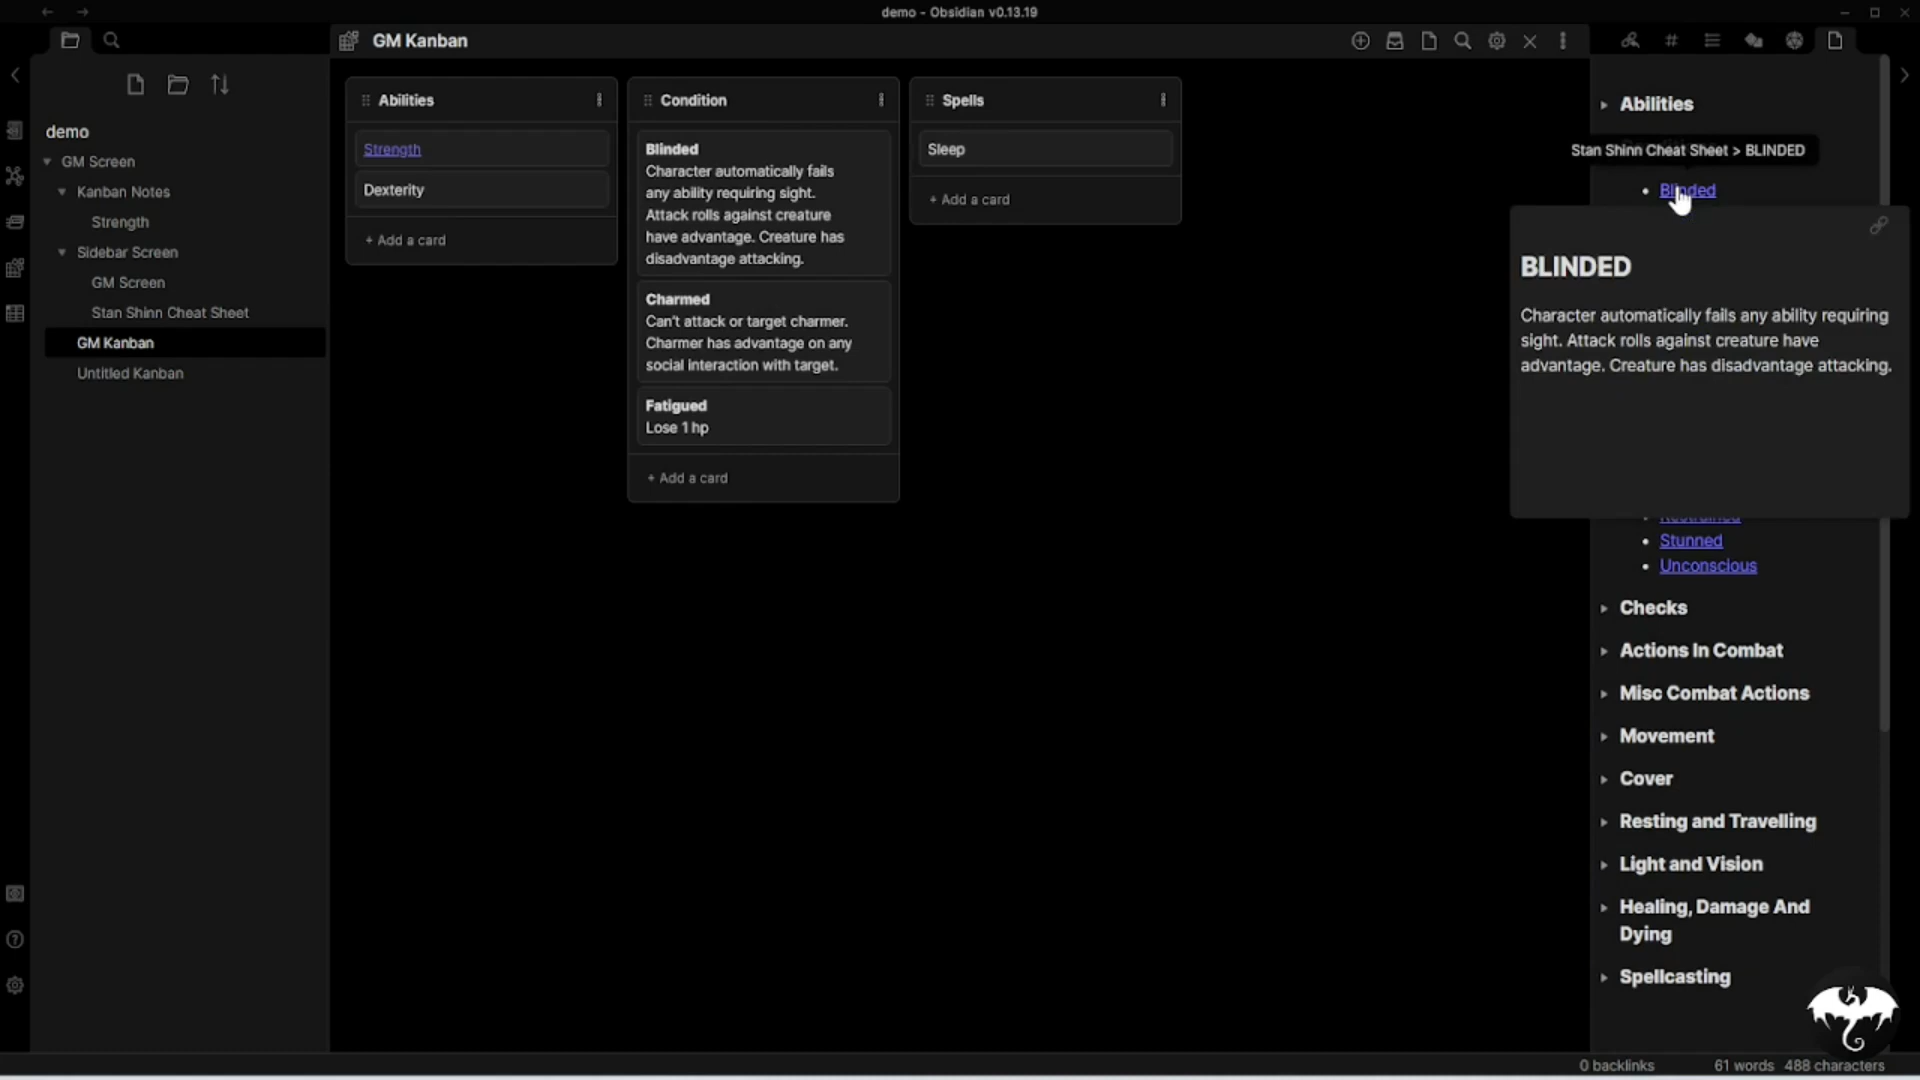 demo - Obsidian v0.13.19
GM Kanban
demo
GM Screen
Kanban Notes
Strength
Sidebar Screen
GM Screen
Stan Shinn Cheat Sheet
GM Kanban
Untitled Kanban
Abilities
Strength
Dexterity
+ Add a card
Condition
Blinded
Character automatically fails
any ability requiring sight.
Attack rolls against creature
have advantage. Creature has
disadvantage attacking.
Charmed
Can't attack or target charmer.
Charmer has advantage on any
social interaction with target.
Fatigued
Lose 1 hp
+ Add a card
Spells
Sleep
+ Add a card
Abilities
Stan Shinn Cheat Sheet > BLINDED
Blinded
BLINDED
Character automatically fails any ability requiring
sight. Attack rolls against creature have
advantage. Creature has disadvantage attacking.
Restrained
Stunned
Unconscious
Checks
Actions In Combat
Misc Combat Actions
Movement
Cover
Resting and Travelling
Light and Vision
Healing, Damage And
Dying
Spellcasting
0 backlinks
61 words 488 characters